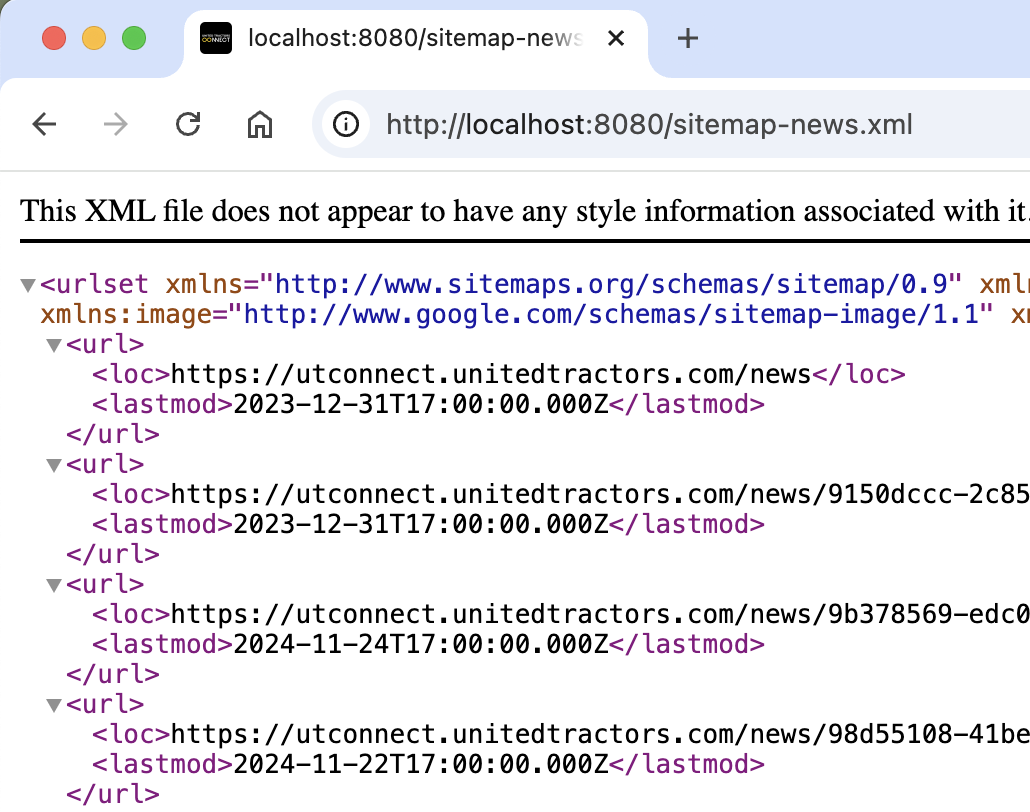 localhost:8080/sitemap-news
http://localhost:8080/sitemap-news.xml
This XML file does not appear to have any style information associated with it.
<urlset xmlns="http://www.sitemaps.org/schemas/sitemap/0.9"
xmlns:image="http://www.google.com/schemas/sitemap-image/1.1"
<url>
<loc>https://utconnect.unitedtractors.com/news</loc>
<lastmod>2023-12-31T17:00:00.000Z</lastmod>
</url>
<url>
<loc>https://utconnect.unitedtractors.com/news/9150dccc-2c85
<lastmod>2023-12-31T17:00:00.000Z</lastmod>
</url>
<url>
<loc>https://utconnect.unitedtractors.com/news/9b378569-edc0
<lastmod>2024-11-24T17:00:00.000Z</lastmod>
</url>
<url>
<loc>https://utconnect.unitedtractors.com/news/98d55108-41be
<lastmod>2024-11-22T17:00:00.000Z</lastmod>
</url>